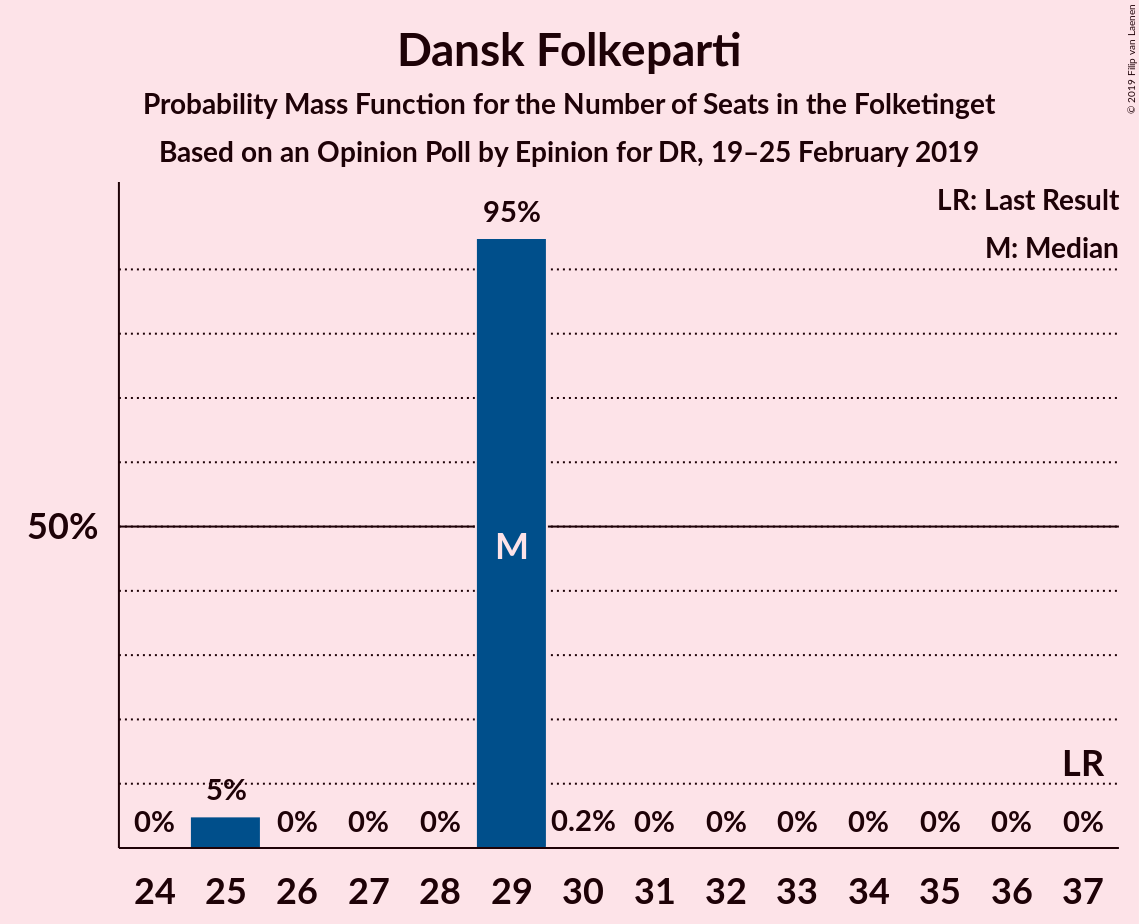 Dansk Folkeparti
Probability Mass Function for the Number of Seats in the Folketinget
Based on an Opinion Poll by Epinion for DR, 19–25 February 2019
© 2019 Filip van Laenen
LR: Last Result
M: Median
95%
50%
M
LR
5%
0% 0% 0% 0% 0.2% 0% 0% 0% 0% 0% 0% 0%
24 25 26 27 28 29 30 31 32 33 34 35 36 37